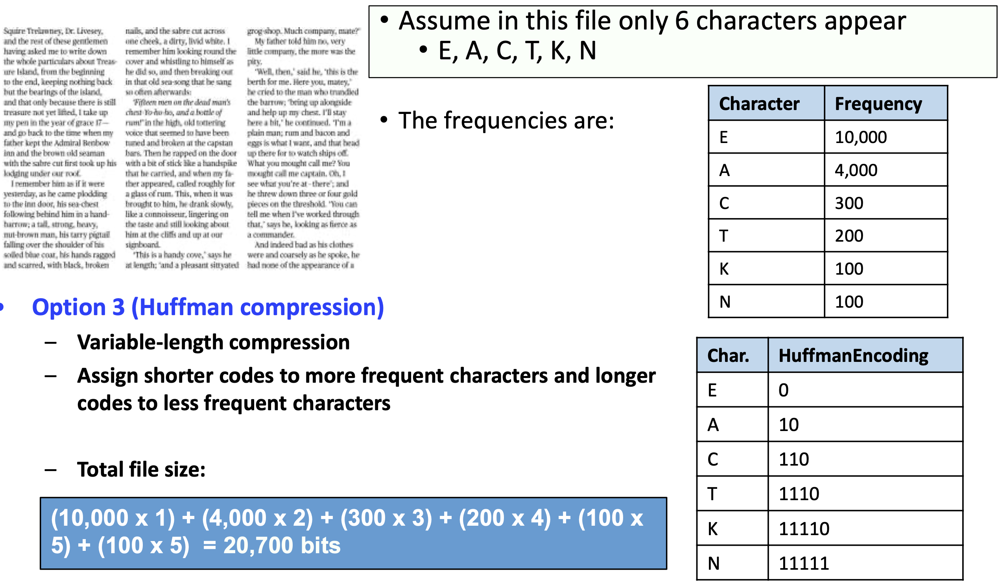 Squire Trelawney, Dr. Livesey,
and the rest of these gentlemen
having asked me to write down
the whole particulars about Treas-
ure Island, from the beginning
to the end, keeping nothing back
but the bearings of the island,
and that only because there is still
treasure not yet lifted, I take up
my pen in the year of grace 17—
and go back to the time when my
father kept the Admiral Benbow
inn and the brown old seaman
with the sabre cut first took up his
lodging under our roof.
I remember him as if it were
yesterday, as he came plodding
to the inn door, his sea-chest
following behind him in a hand-
barrow; a tall, strong, heavy,
nut-brown man, his tarry pigtail
falling over the shoulder of his
soiled blue coat, his hands ragged
and scarred, with black, broken
nails, and the sabre cut across
one cheek, a dirty, livid white. I
remember him looking round the
cover and whistling to himself as
he did so, and then breaking out
in that old sea-song that he sang
so often afterwards:
'Fifteen men on the dead man's
chest-Yo-ho-ho, and a bottle of
rum!' in the high, old tottering
voice that seemed to have been
tuned and broken at the capstan
bars. Then he rapped on the door
with a bit of stick like a handspike
that he carried, and when my fa-
ther appeared, called roughly for
a glass of rum. This, when it was
brought to him, he drank slowly,
like a connoisseur, lingering on
the taste and still looking about
him at the cliffs and up at our
signboard.
'This is a handy cove,' says he
at length; 'and a pleasant sittyated
grog-shop. Much company, mate?'
My father told him no, very
little company, the more was the
pity.
'Well, then,' said he, 'this is the
berth for me. Here you, matey,'
he cried to the man who trundled
the barrow; 'bring up alongside
and help up my chest. I'll stay
here a bit,' he continued. 'I'm a
plain man; rum and bacon and
eggs is what I want, and that head
up there for to watch ships off.
What you mought call me? You
mought call me captain. Oh, I
see what you're at-there'; and
he threw down three or four gold
pieces on the threshold. 'You can
tell me when I've worked through
that,' says he, looking as fierce as
a commander.
And indeed bad as his clothes
were and coarsely as he spoke, he
had none of the appearance of a
• Assume in this file only 6 characters appear
• E, A, C, T, K, N
• The frequencies are:
Character Frequency
E 10,000
A 4,000
C 300
T 200
K 100
N 100
• Option 3 (Huffman compression)
– Variable-length compression
– Assign shorter codes to more frequent characters and longer
codes to less frequent characters
– Total file size:
(10,000 x 1) + (4,000 x 2) + (300 x 3) + (200 x 4) + (100 x
5) + (100 x 5) = 20,700 bits
Char. HuffmanEncoding
E 0
A 10
C 110
T 1110
K 11110
N 11111